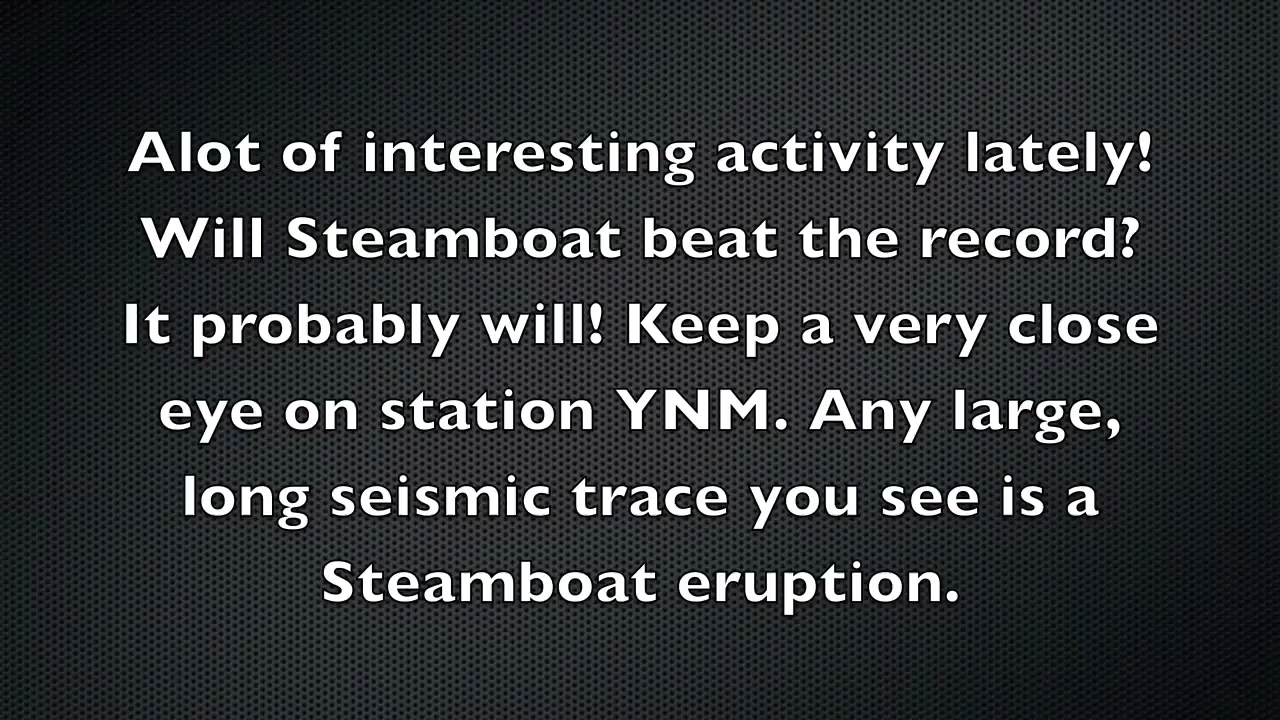 Alot of interesting activity lately!
Will Steamboat beat the record?
It probably will! Keep a very close
eye on station YNM. Any large,
long seismic trace you see is a
Steamboat eruption.